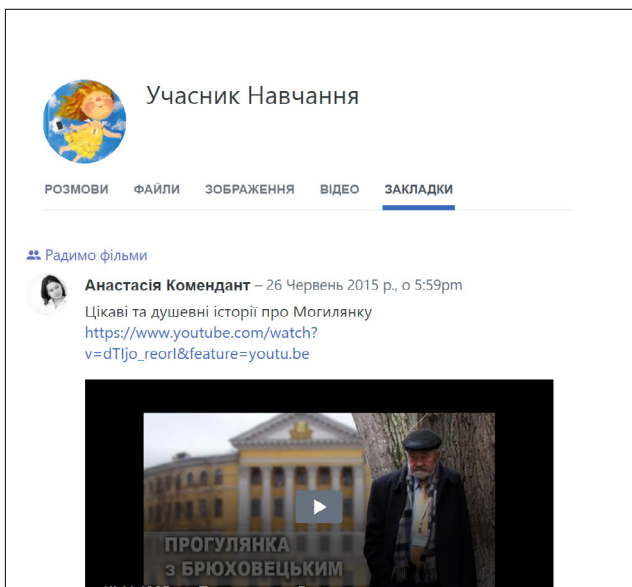 Учасник Навчання
РОЗМОВИ ФАЙЛИ ЗОБРАЖЕННЯ ВІДЕО ЗАКЛАДКИ
Радимо фільми
Анастасія Комендант – 26 Червень 2015 р., о 5:59pm
Цікаві та душевні історії про Могилянку
https://www.youtube.com/watch?
v=dTIjo_reorI&feature=youtu.be
ПРОГУЛЯНКА
з БРЮХОВЕЦЬКИМ